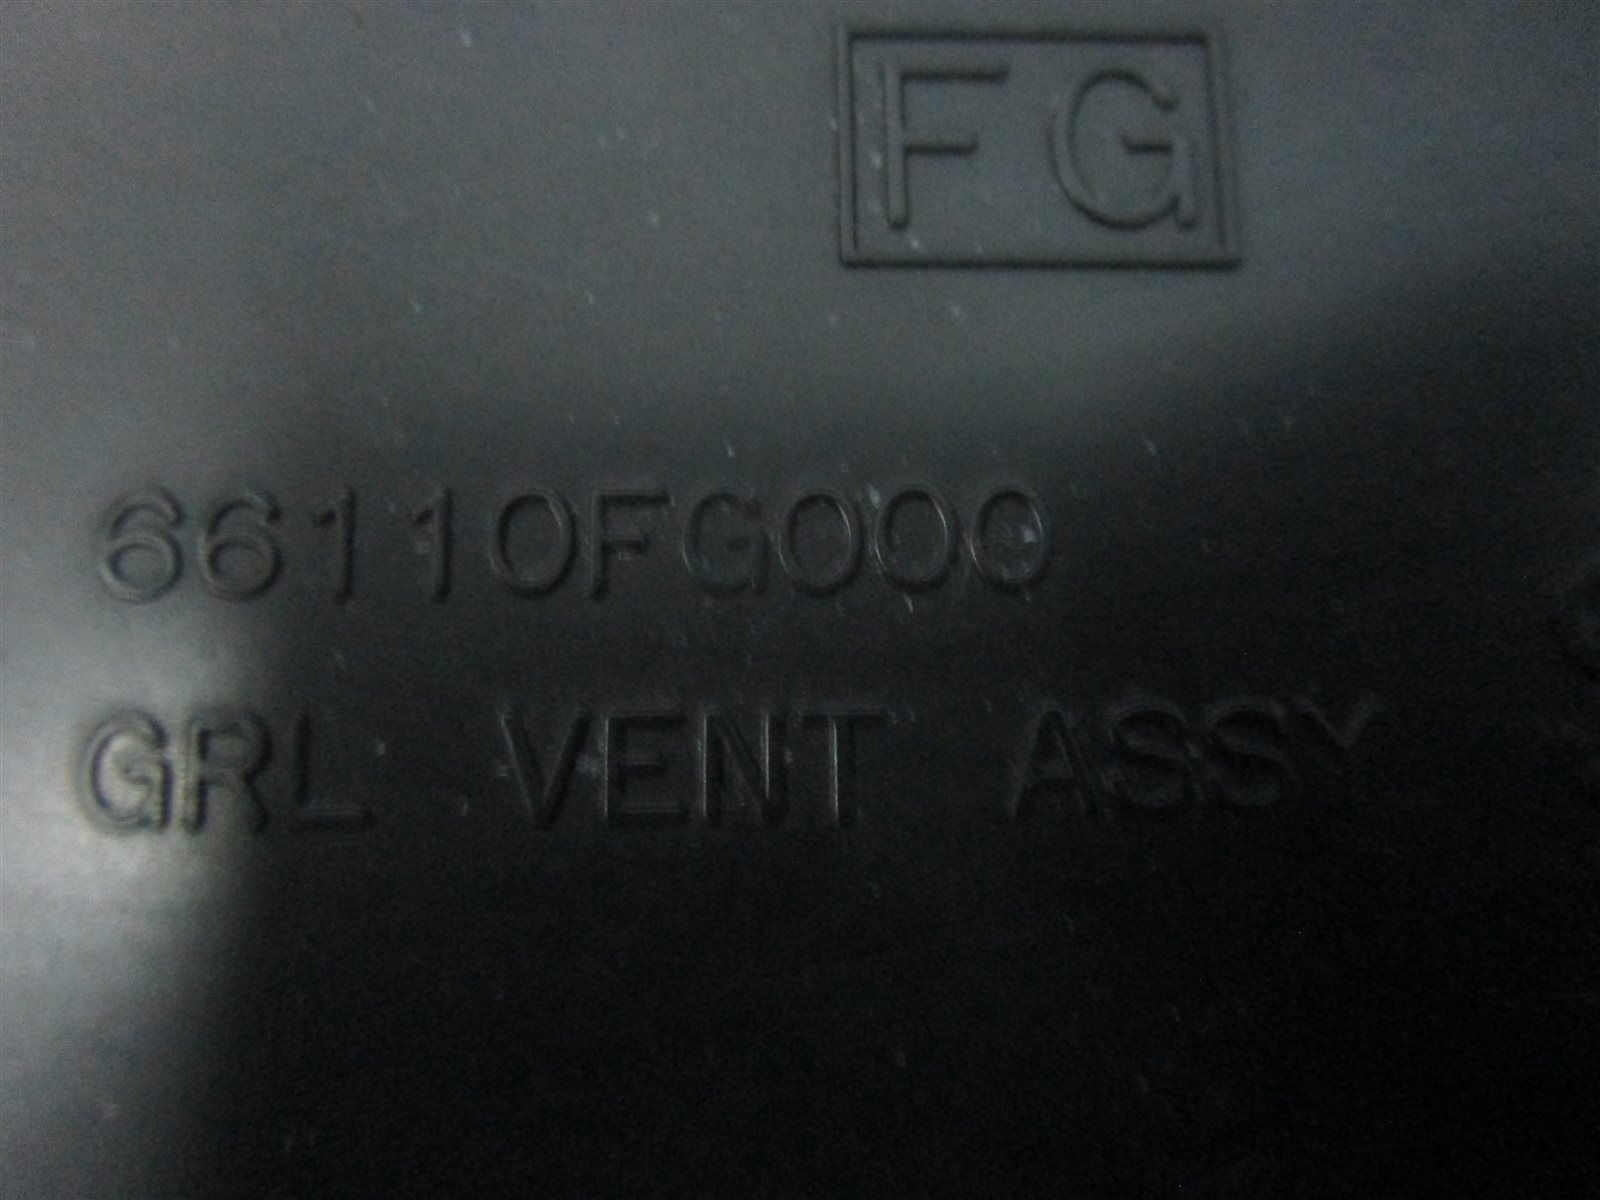 FG
66110FG000
GRL VENT ASSY